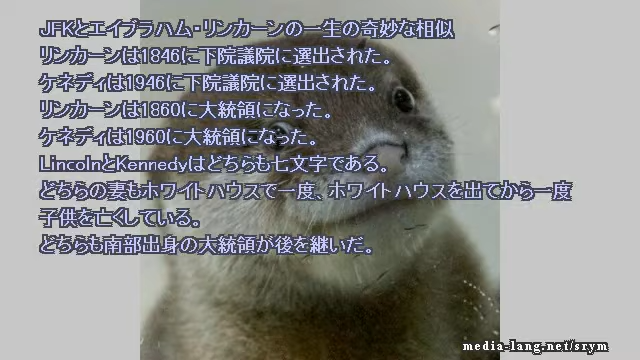 JFKとエイブラハム・リンカーンの一生の奇妙な相似
リンカーンは1846に下院議院に選出された。
ケネディは1946に下院議院に選出された。
リンカーンは1860に大統領になった。
ケネディは1960に大統領になった。
LincolnとKennedyはどちらも七文字である。
どちらの妻もホワイトハウスで一度、ホワイトハウスを出てから一度
子供を亡くしている。
どちらも南部出身の大統領が後を継いだ。
media-lang.net/srym